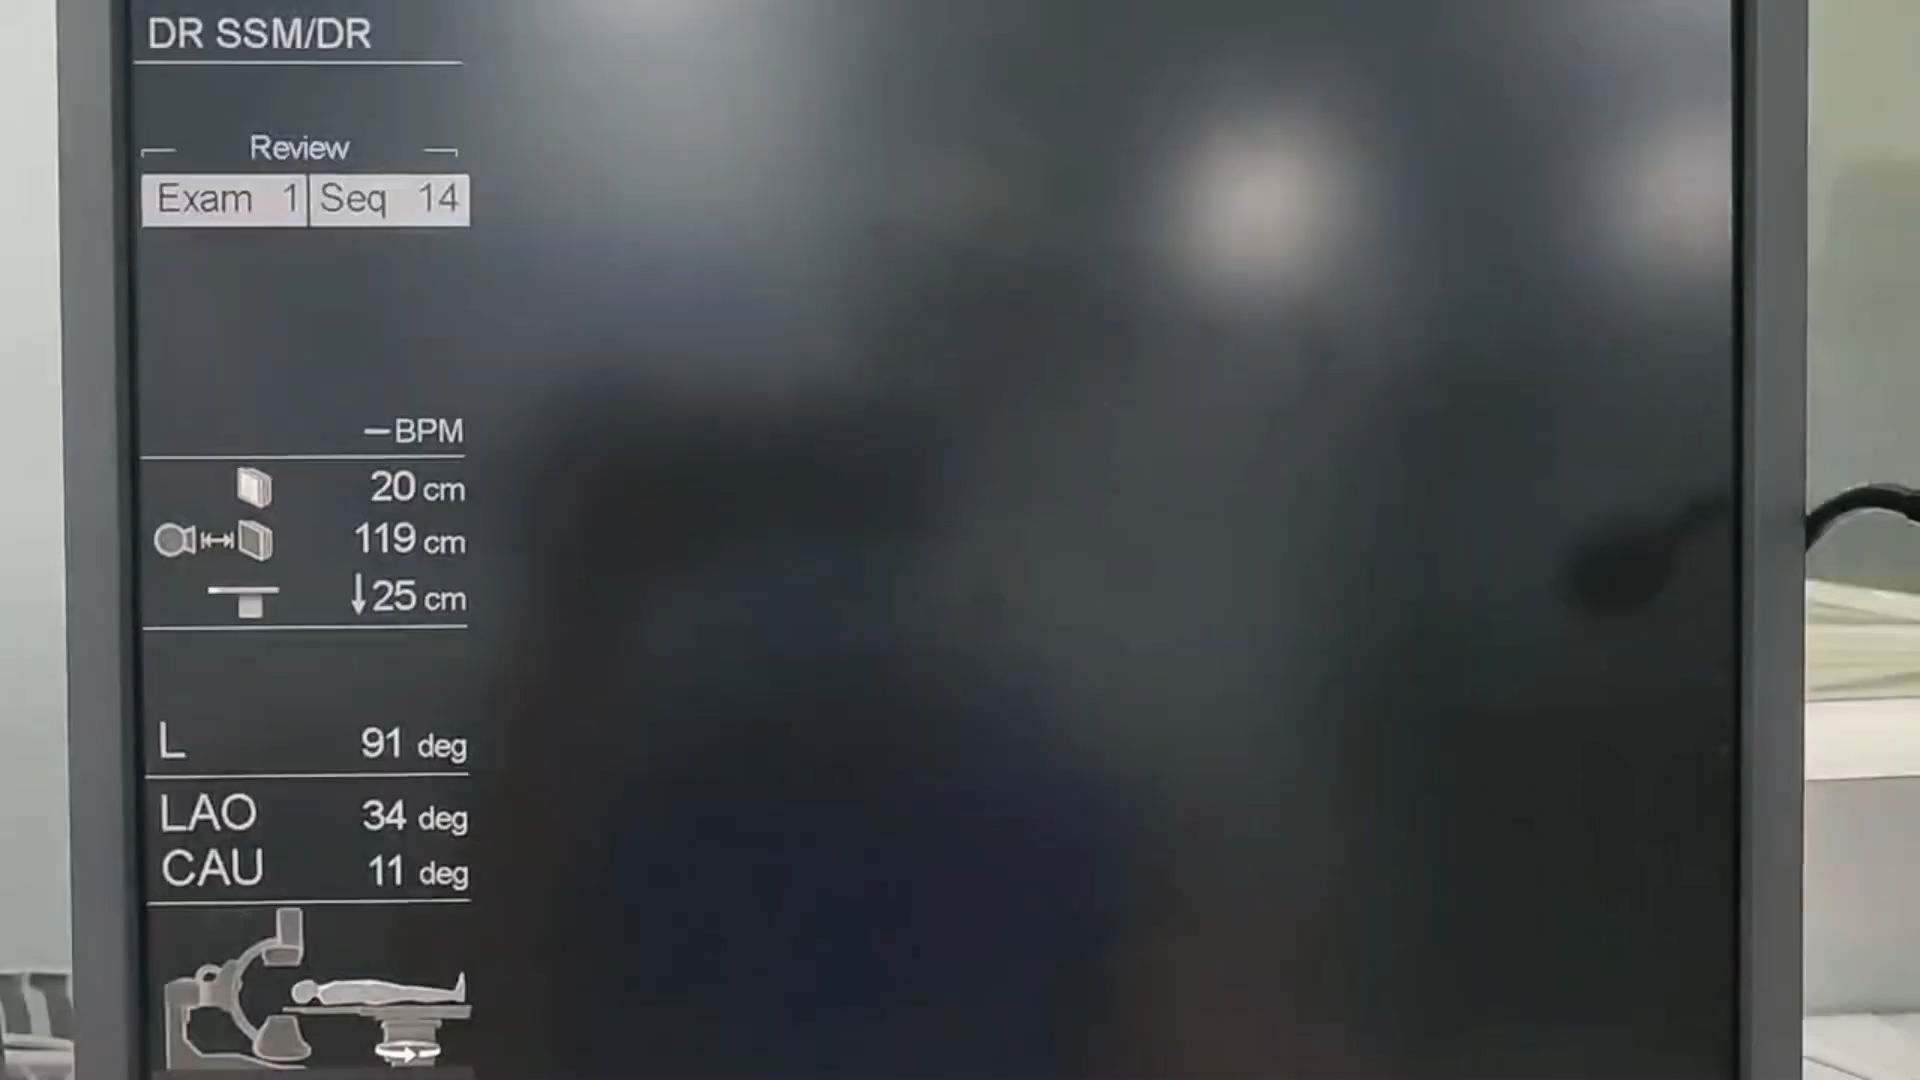 DR SSM/DR
Review
Exam 1 Seq 14
—BPM
20 cm
119 cm
↓25 cm
L 91 deg
LAO 34 deg
CAU 11 deg